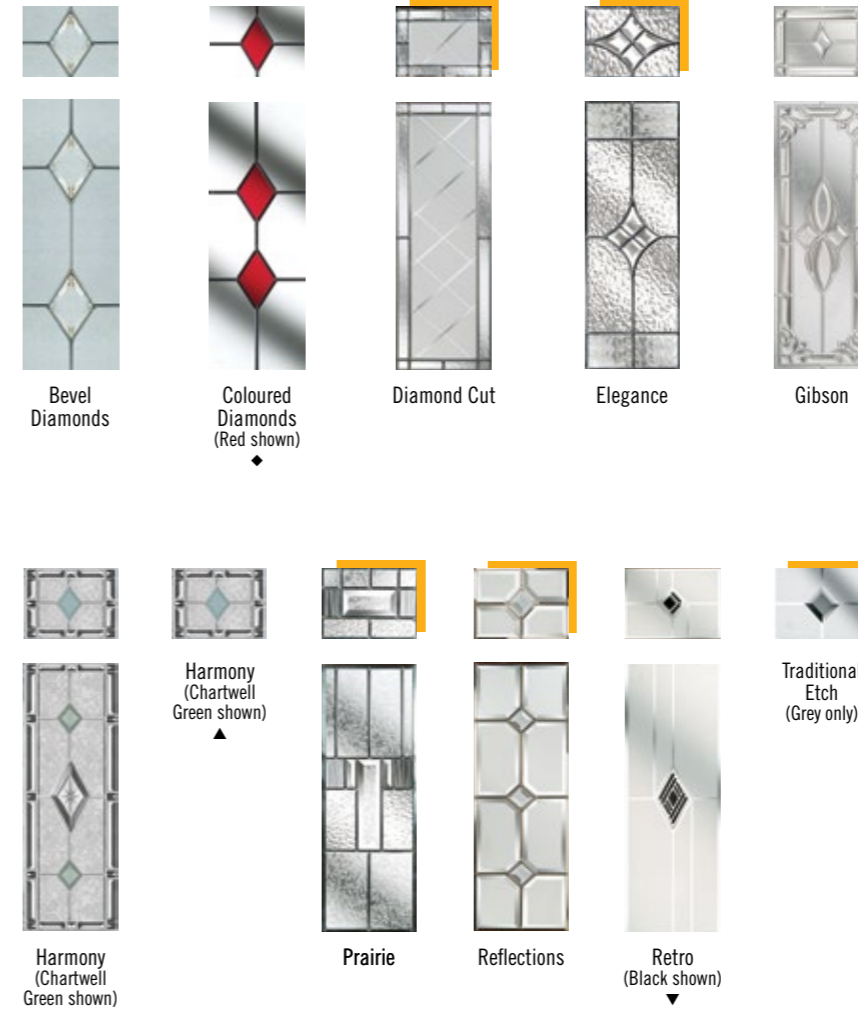 Bevel
Diamonds
Coloured
Diamonds
(Red shown)
◆
Diamond Cut
Elegance
Gibson
Harmony
(Chartwell
Green shown)
▲
Traditional
Etch
(Grey only)
Harmony
(Chartwell
Green shown)
Prairie
Reflections
Retro
(Black shown)
▼